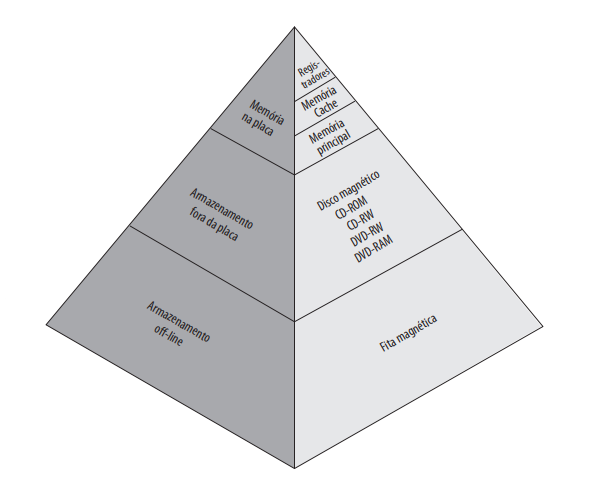 Regis-
tradores
Memória
Cache
Memória
principal
Memória
na placa
Disco magnético
CD-ROM
CD-RW
DVD-RW
DVD-RAM
Armazenamento
fora da placa
Fita magnética
Armazenamento
off-line